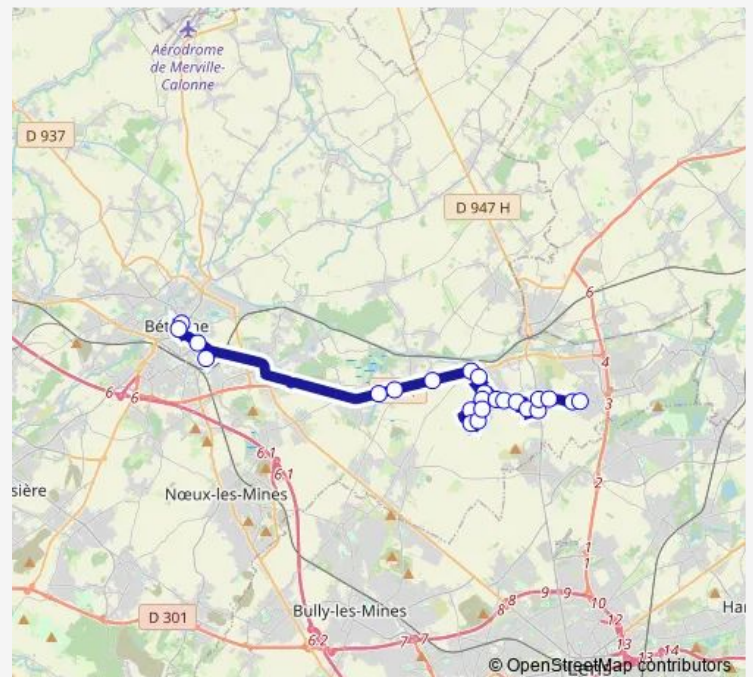 Aérodrome
de Merville-
Calonne
D 937
D 947 H
6
4
6
6
3
6.1
6.1
sière
Nœux-les-Mines
2
1
1
Bully-les-Mines
D 301
8
8
9
9
10
12
Har
6.2
7
7
13
13
14
© OpenStreetMap contributors